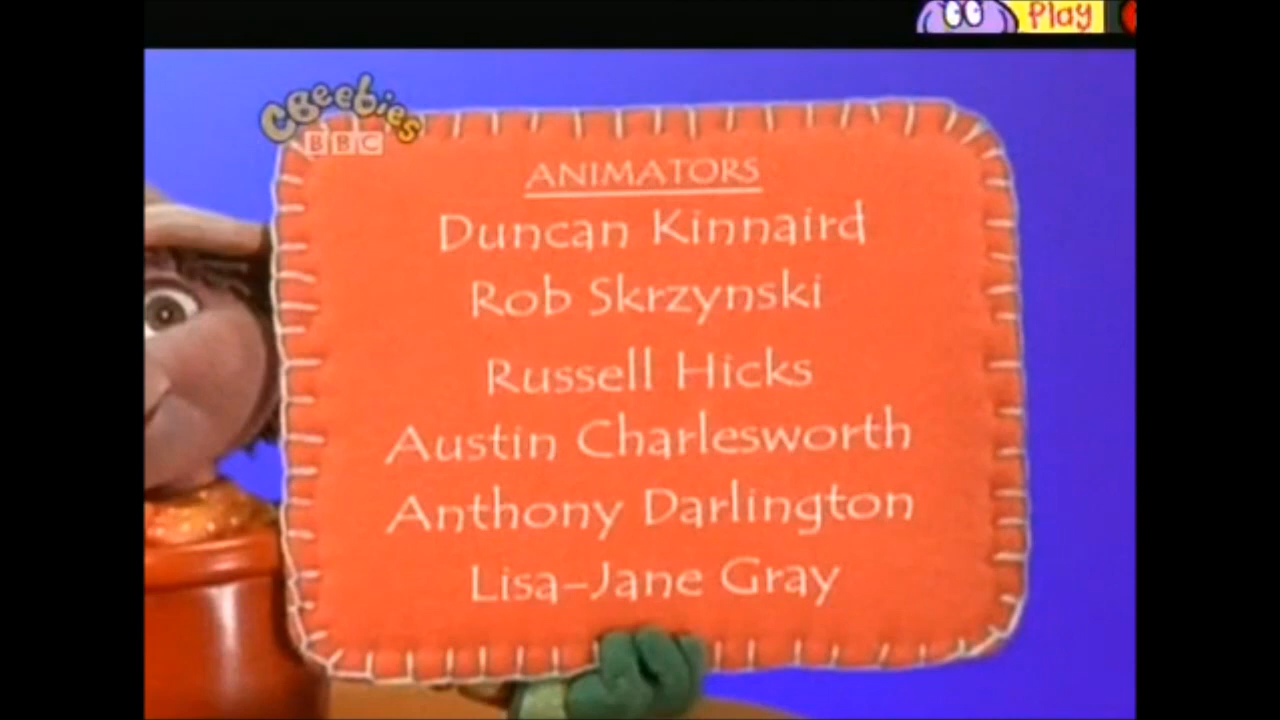 Play
CBeebies
BBC
ANIMATORS
Duncan Kinnaird
Rob Skrzynski
Russell Hicks
Austin Charlesworth
Anthony Darlington
Lisa-Jane Gray